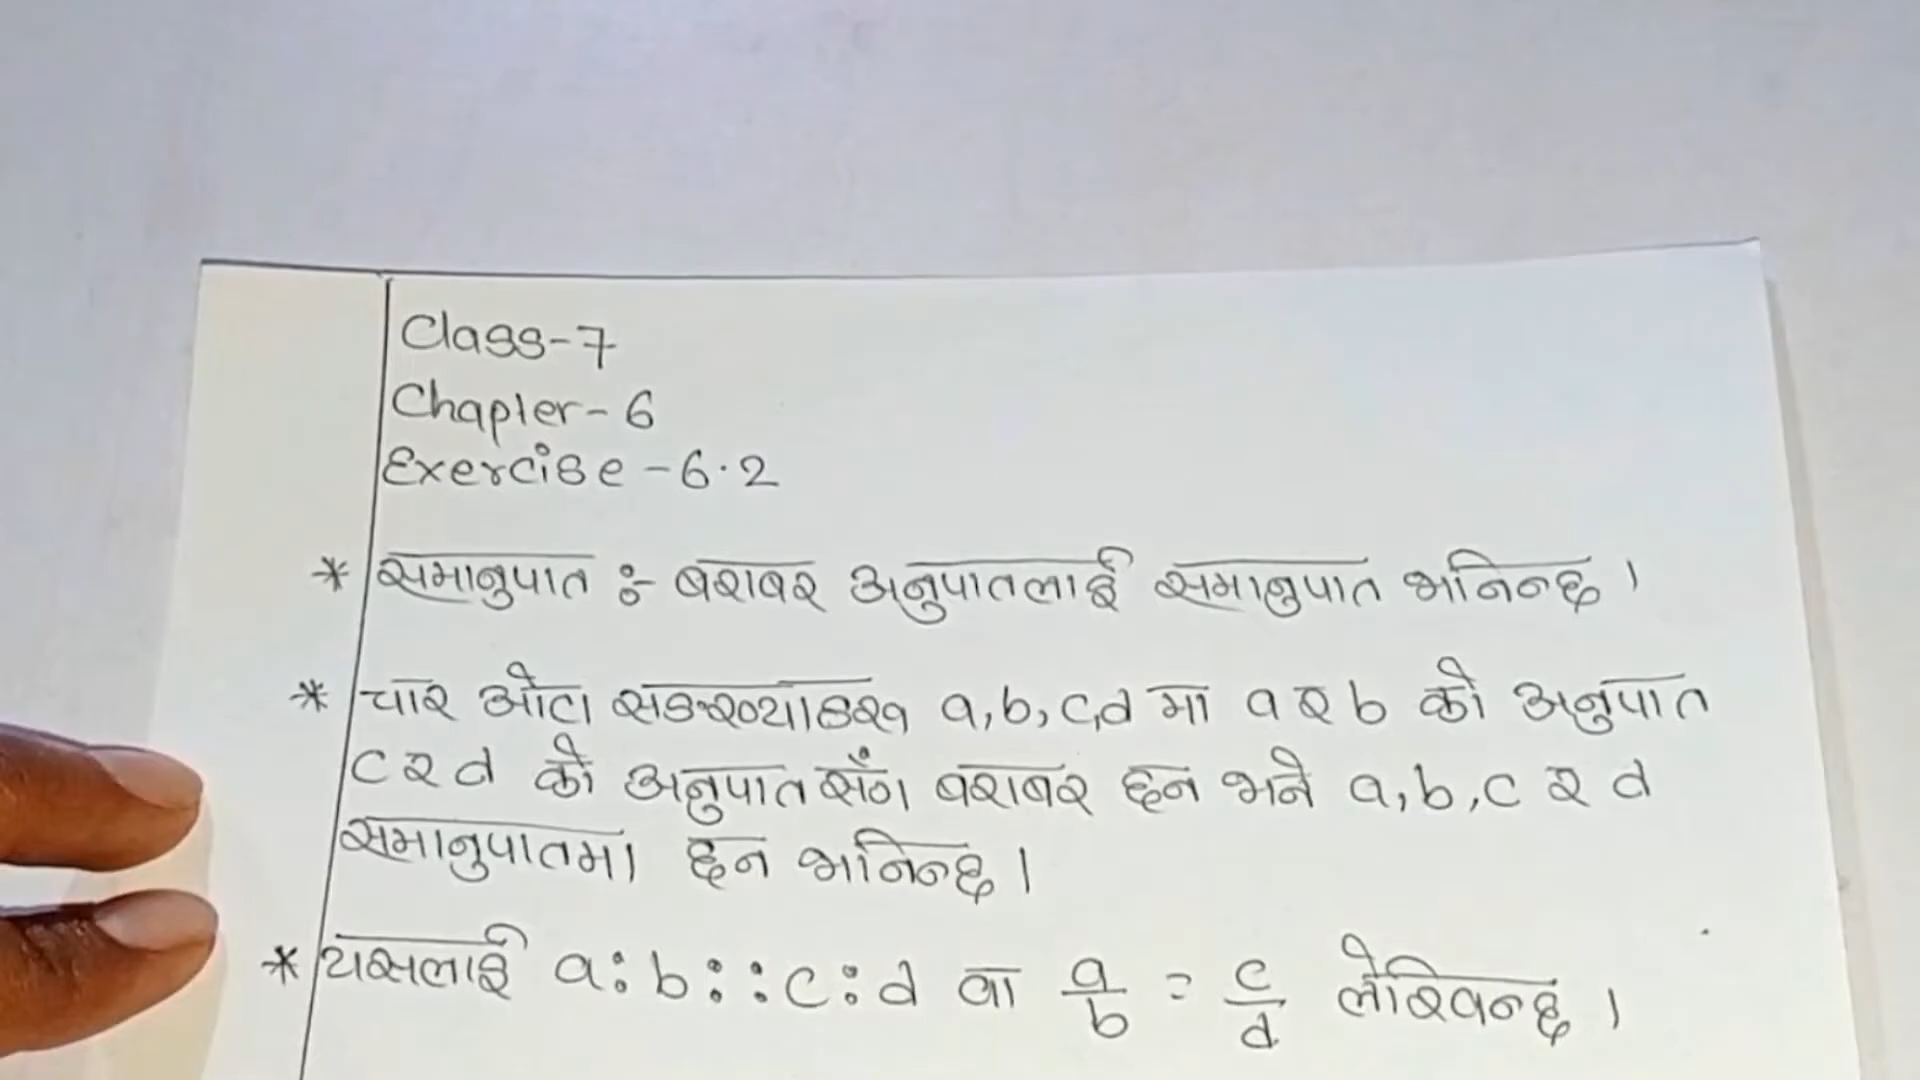 Class-7
Chapter-6
Exercise-6.2
* समानुपात ÷ बराबर अनुपातलाई समानुपात भनिन्छ ।
* चार ओटा सङ्ख्याहरू a,b,c,d मा a र b को अनुपात
c र d को अनुपात सँग बराबर छन भने a,b,c र d
समानुपातमा छन भनिन्छ ।
* यसलाई a:b::c:d वा a/b = c/d लेखिन्छ ।